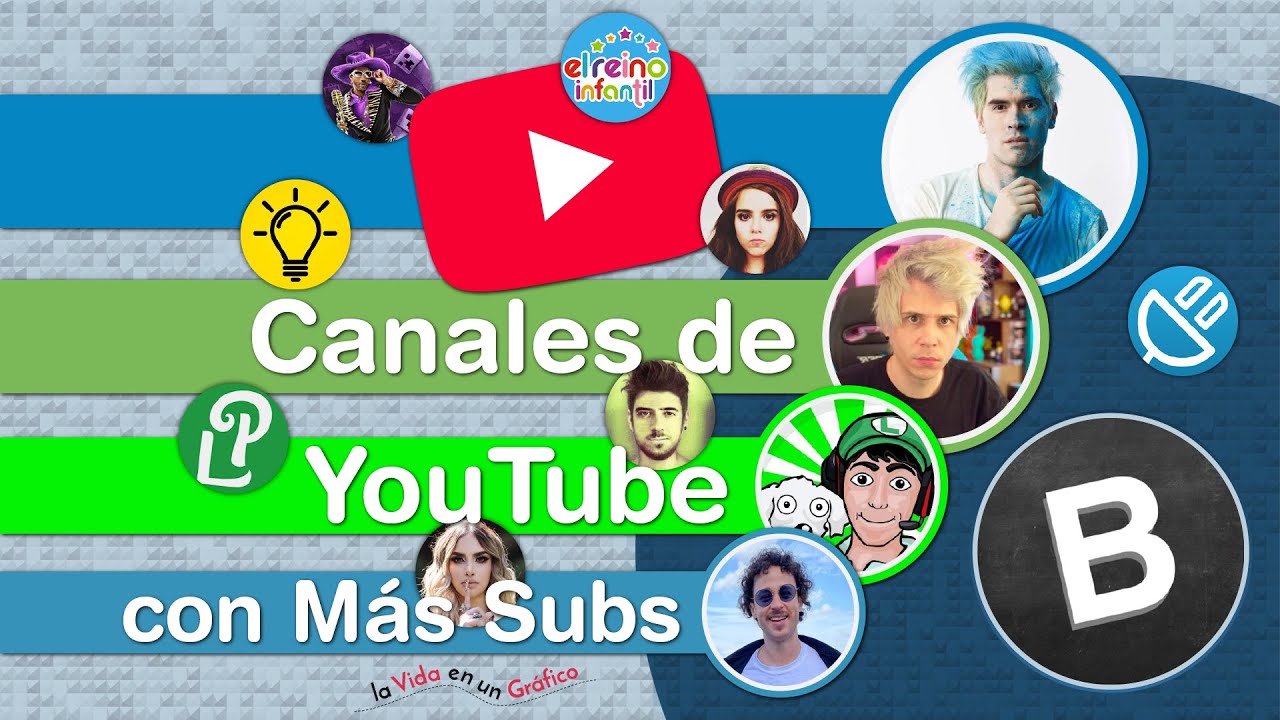 el reino
infantil
Canales de
LP
YouTube
L
con Más Subs
B
la Vida en un Gráfico